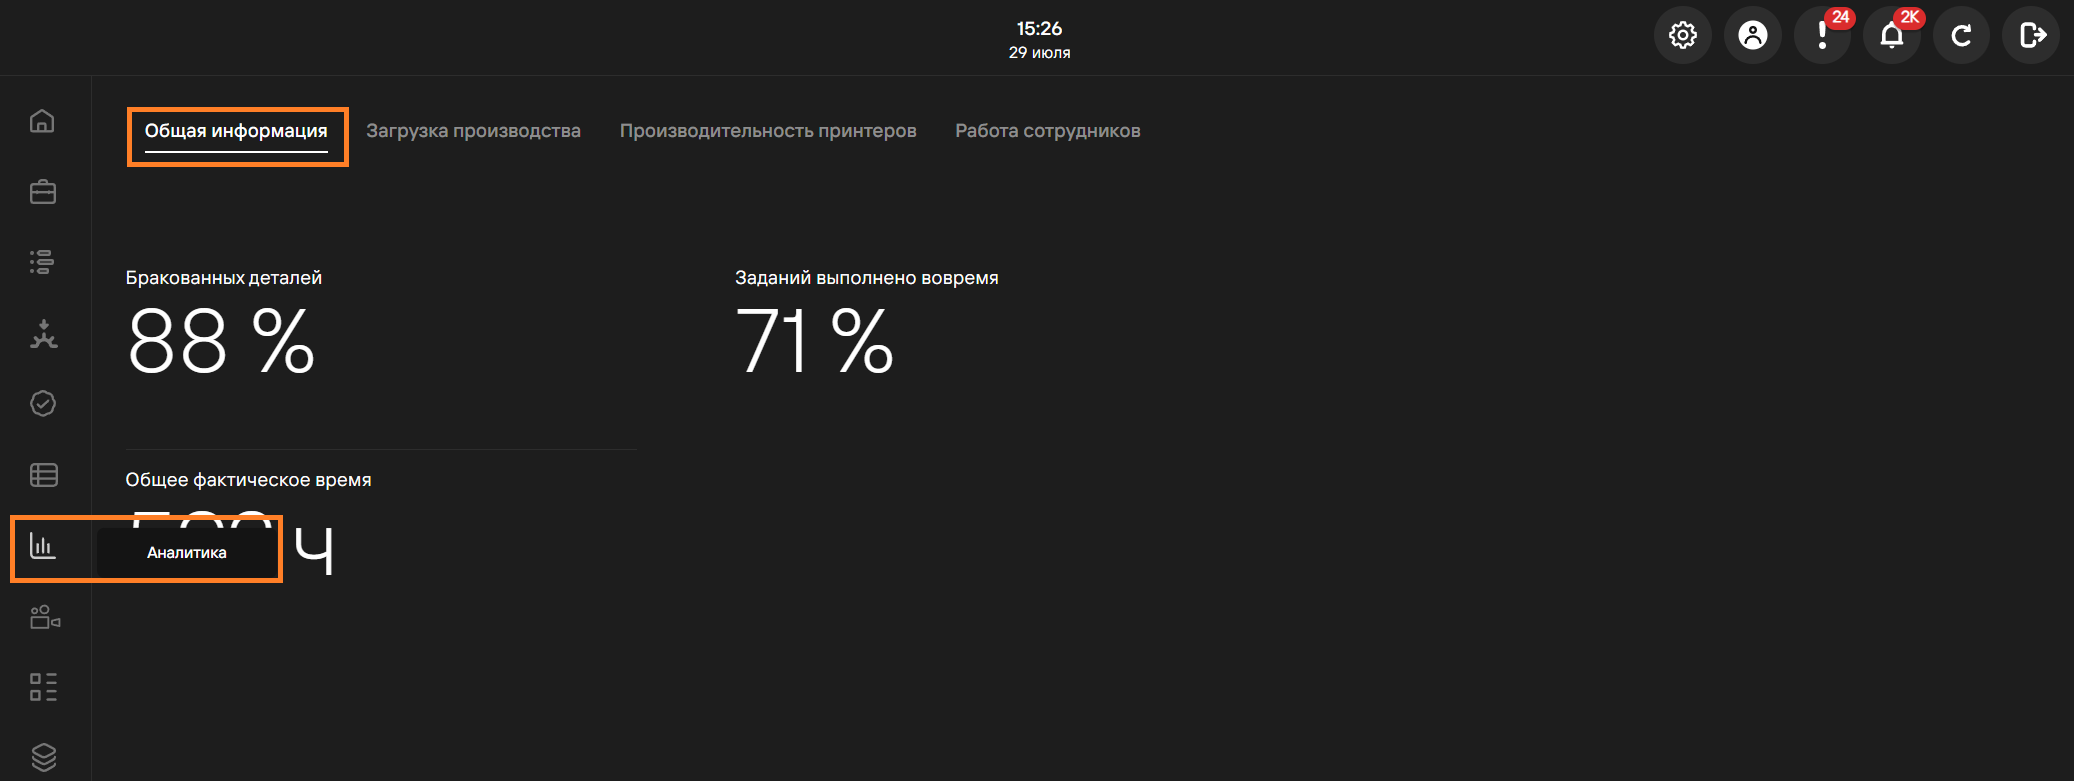 15:26
29 июля
24
2K
Общая информация
Загрузка производства
Производительность принтеров
Работа сотрудников
Бракованных деталей
88 %
Заданий выполнено вовремя
71 %
Общее фактическое время
ч
Аналитика